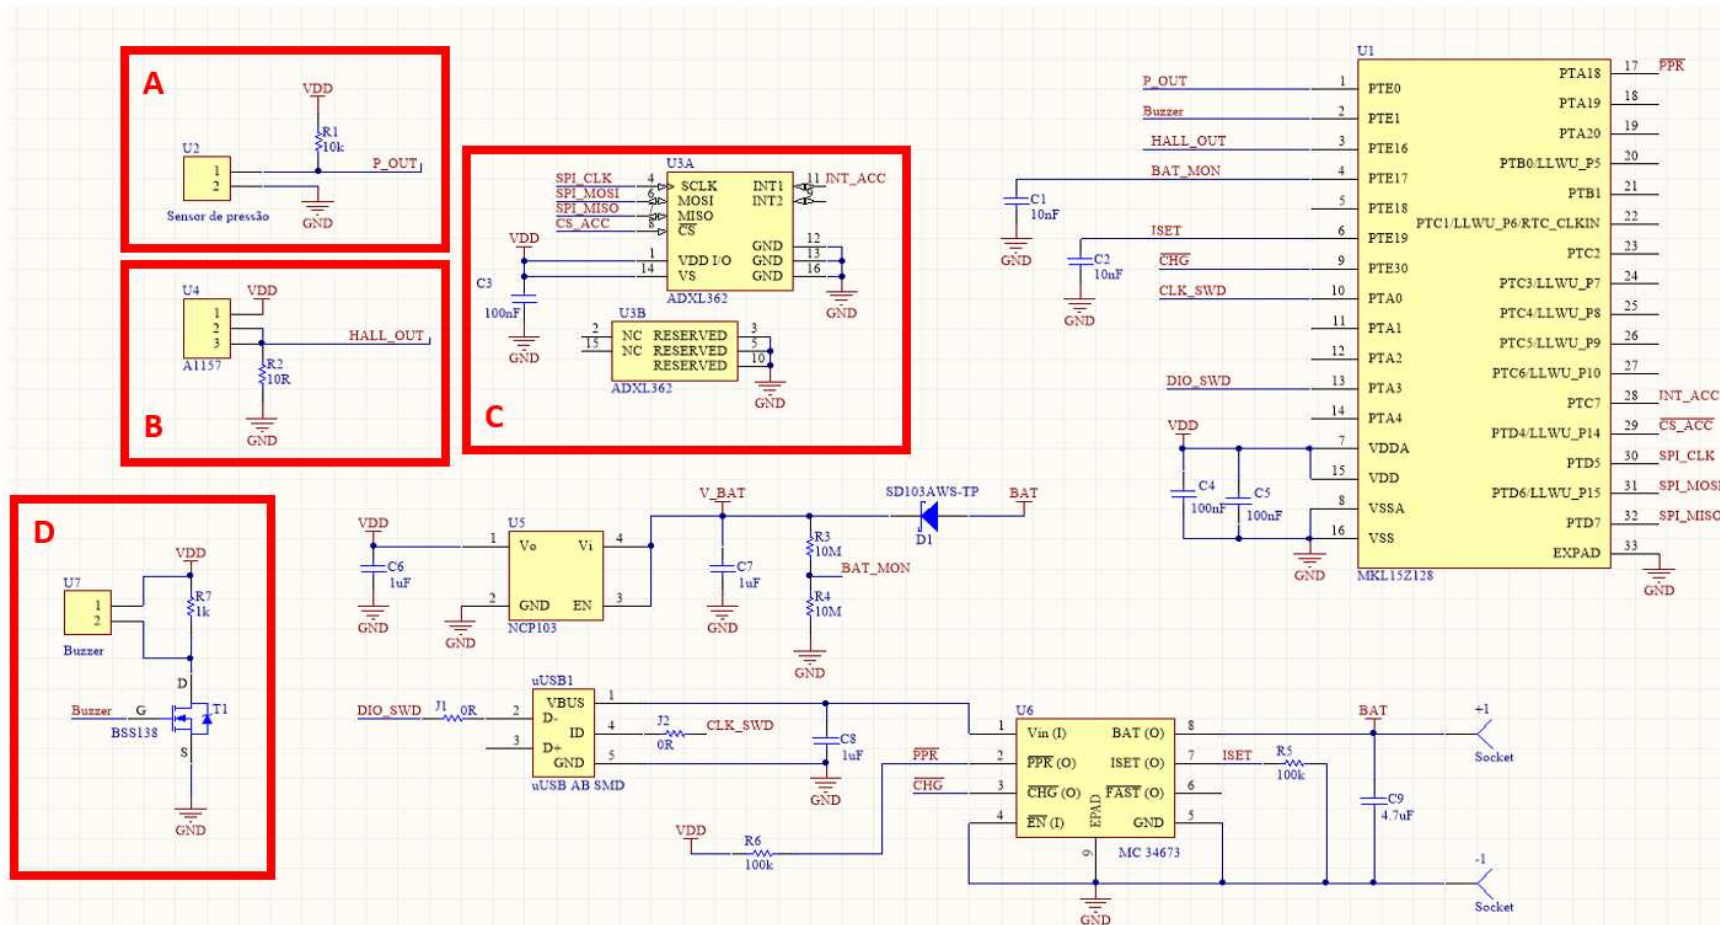 A
VDD
R1
10k
U2
1
2
P_OUT
Sensor de pressão
GND
B
U4
VDD
1
2
3
HALL_OUT
A1157
R2
10R
GND
C
U3A
SPI_CLK 4 SCLK INT1 11 INT_ACC
SPI_MOSI 6 MOSI INT2 9
SPI_MISO 7 MISO
CS_ACC 8 CS
VDD
GND 12
1 VDD I/O GND 13
14 VS GND 16
C3
100nF
ADXL362
GND
GND
U3B
2 NC RESERVED 3
15 NC RESERVED 5
RESERVED 10
ADXL362
GND
D
VDD
U7
1
2
R7
1k
Buzzer
D
Buzzer G T1
BSS138
S
GND
U1
P_OUT 1 PTE0
Buzzer 2 PTE1
HALL_OUT 3 PTE16
BAT_MON 4 PTE17
C1
10nF
GND
5 PTE18
ISET 6 PTE19
C2
10nF
GND
CHG 9 PTE30
CLK_SWD 10 PTA0
11 PTA1
12 PTA2
DIO_SWD 13 PTA3
14 PTA4
VDD
7 VDDA
15 VDD
C4
100nF
C5
100nF
8 VSSA
16 VSS
GND
MKL15Z128
PTA18 17 PPR
PTA19 18
PTA20 19
PTB0/LLWU_P5 20
PTB1 21
PTC1/LLWU_P6/RTC_CLKIN 22
PTC2 23
PTC3/LLWU_P7 24
PTC4/LLWU_P8 25
PTC5/LLWU_P9 26
PTC6/LLWU_P10 27
PTC7 28 INT_ACC
PTD4/LLWU_P14 29 CS_ACC
PTD5 30 SPI_CLK
PTD6/LLWU_P15 31 SPI_MOSI
PTD7 32 SPI_MISO
EXPAD 33
GND
VDD
C6
1uF
GND
U5
1 Vo Vi 4
2 GND EN 3
NCP103
GND
V_BAT
C7
1uF
GND
R3
10M
BAT_MON
R4
10M
GND
SD103AWS-TP
D1
BAT
uUSB1
VBUS 1
DIO_SWD J1 0R 2 D-
ID 4 J2 0R CLK_SWD
3 D+
GND 5
uUSB AB SMD
C8
1uF
GND
U6
1 Vin (I) BAT (O) 8
PPR 2 PPR (O) ISET (O) 7 ISET R5 100k
CHG 3 CHG (O) FAST (O) 6
4 EN (I) GND 5
EPAD
9
MC 34673
VDD
R6
100k
GND
BAT
C9
4.7uF
+1
Socket
-1
Socket